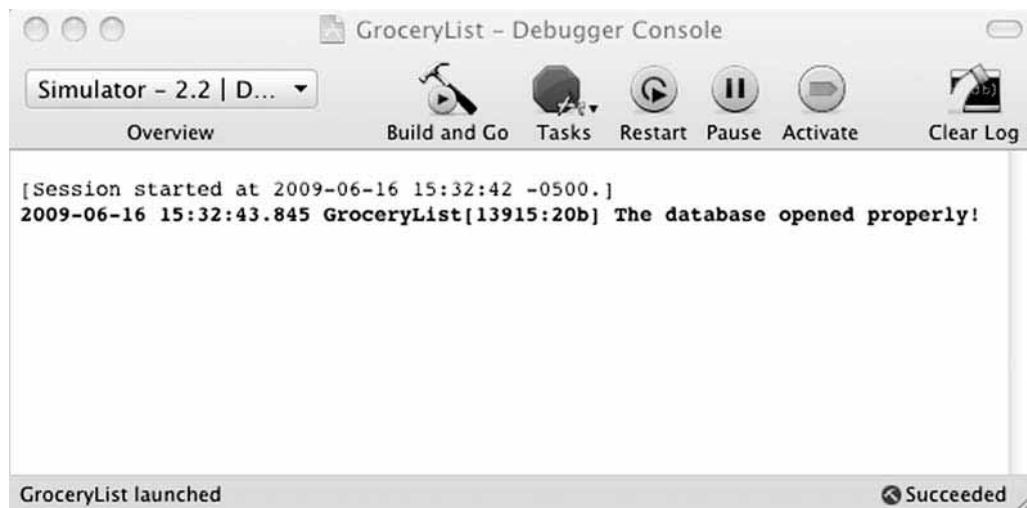 GroceryList – Debugger Console
Simulator – 2.2 | D...
Overview
Build and Go
Tasks
Restart
Pause
Activate
Clear Log
[Session started at 2009-06-16 15:32:42 -0500.]
2009-06-16 15:32:43.845 GroceryList[13915:20b] The database opened properly!
GroceryList launched
Succeeded